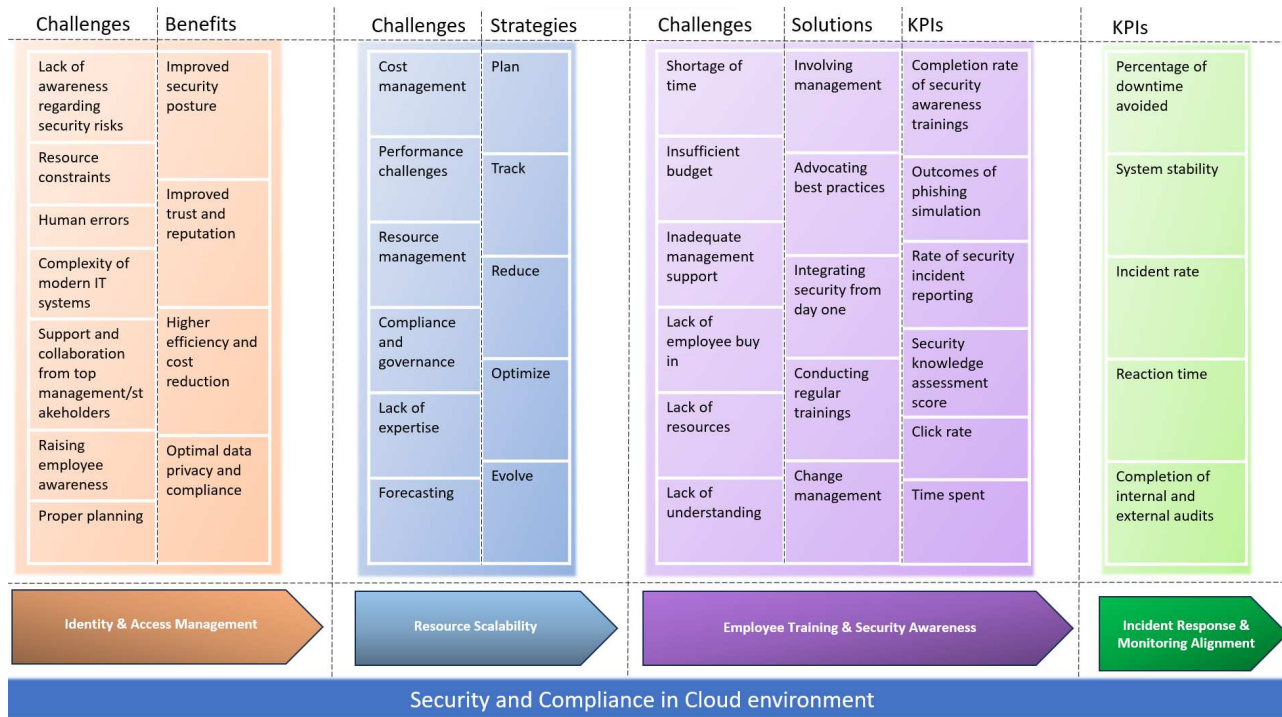 Challenges
Benefits
Challenges
Strategies
Challenges
Solutions
KPIs
KPIs
Lack of
awareness
regarding
security risks
Resource
constraints
Human errors
Complexity of
modern IT
systems
Support and
collaboration
from top
management/st
akeholders
Raising
employee
awareness
Proper planning
Improved
security
posture
Improved
trust and
reputation
Higher
efficiency and
cost
reduction
Optimal data
privacy and
compliance
Cost
management
Performance
challenges
Resource
management
Compliance
and
governance
Lack of
expertise
Forecasting
Plan
Track
Reduce
Optimize
Evolve
Shortage of
time
Insufficient
budget
Inadequate
management
support
Lack of
employee buy
in
Lack of
resources
Lack of
understanding
Involving
management
Advocating
best practices
Integrating
security from
day one
Conducting
regular
trainings
Change
management
Completion rate
of security
awareness
trainings
Outcomes of
phishing
simulation
Rate of security
incident
reporting
Security
knowledge
assessment
score
Click rate
Time spent
Percentage of
downtime
avoided
System stability
Incident rate
Reaction time
Completion of
internal and
external audits
Identity & Access Management
Resource Scalability
Employee Training & Security Awareness
Incident Response &
Monitoring Alignment
Security and Compliance in Cloud environment